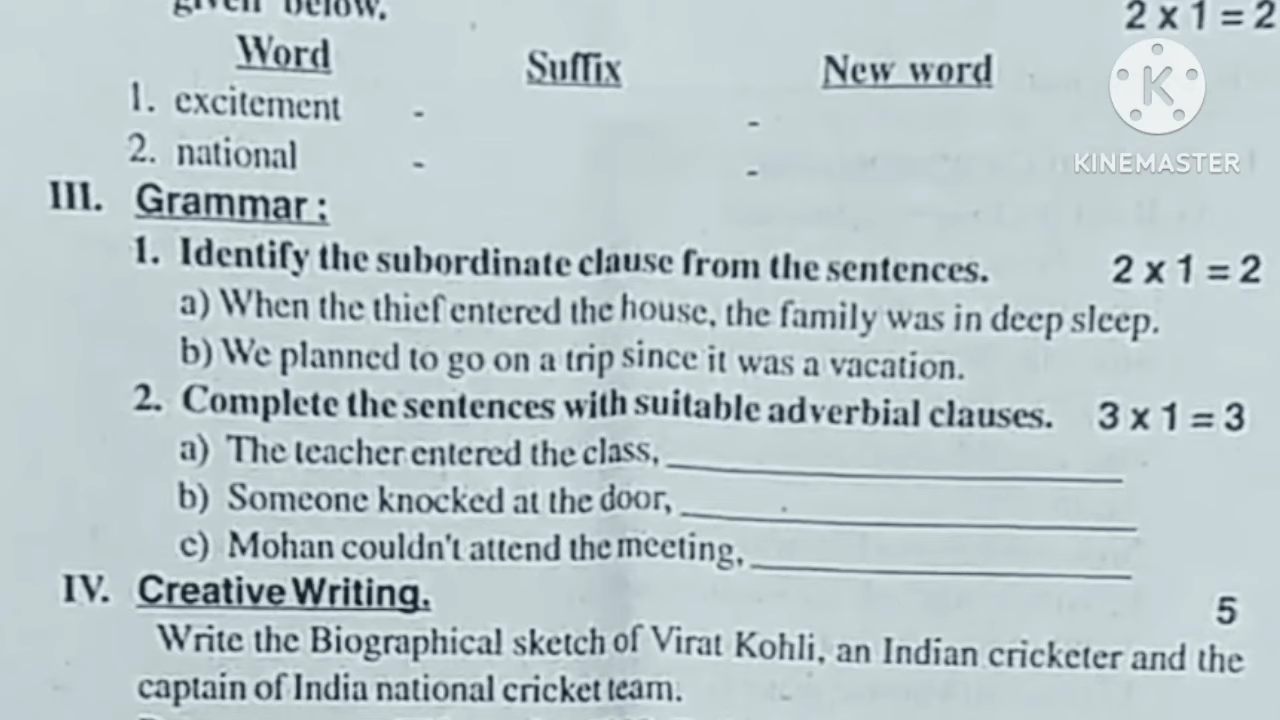 given below. 2 x 1 = 2
Word Suffix New word
1. excitement - -
2. national - -
KINEMASTER
III. Grammar :
1. Identify the subordinate clause from the sentences. 2 x 1 = 2
a) When the thief entered the house, the family was in deep sleep.
b) We planned to go on a trip since it was a vacation.
2. Complete the sentences with suitable adverbial clauses. 3 x 1 = 3
a) The teacher entered the class, ____________
b) Someone knocked at the door, ____________
c) Mohan couldn't attend the meeting, ____________
IV. Creative Writing. 5
Write the Biographical sketch of Virat Kohli, an Indian cricketer and the
captain of India national cricket team.